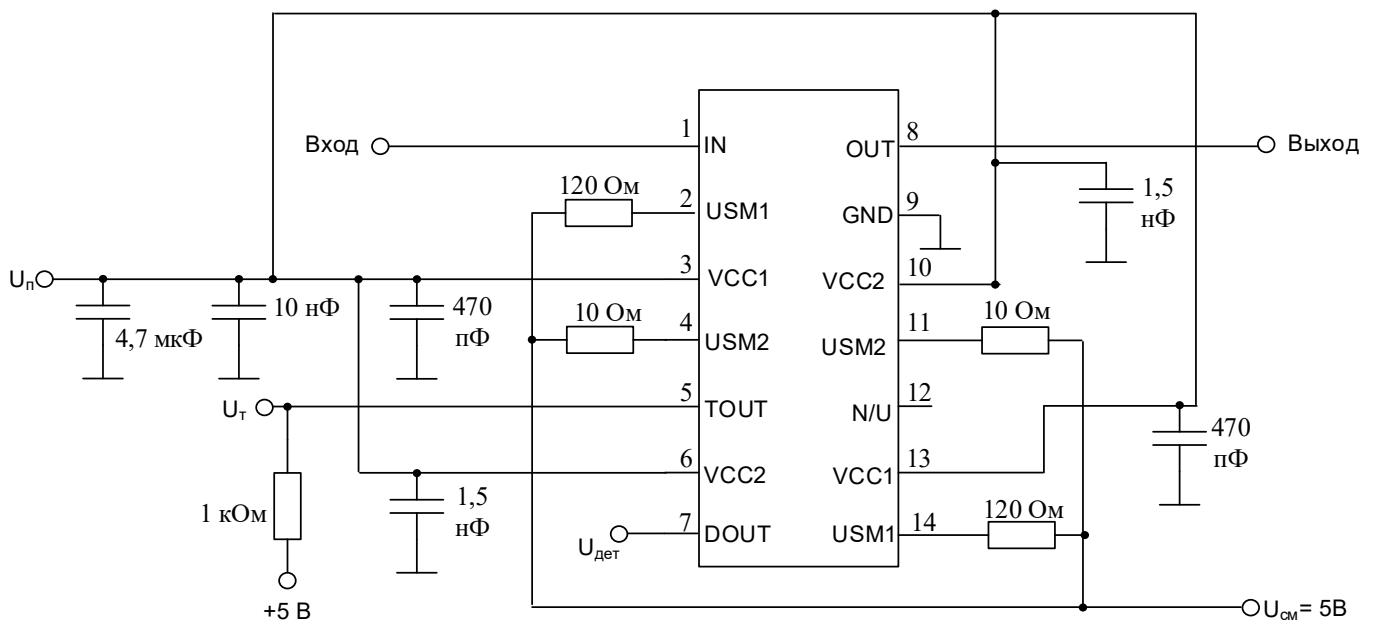 1
8
Вход
IN
OUT
Выход
120 Ом
2
USM1
9
GND
1,5
нФ
Uп
3
VCC1
10
VCC2
4,7 мкФ
10 нФ
470
пФ
10 Ом
4
USM2
11
USM2
10 Ом
Uт
5
TOUT
12
N/U
470
пФ
6
VCC2
13
VCC1
1 кОм
1,5
нФ
120 Ом
Uдет
7
DOUT
14
USM1
+5 В
Uсм= 5В